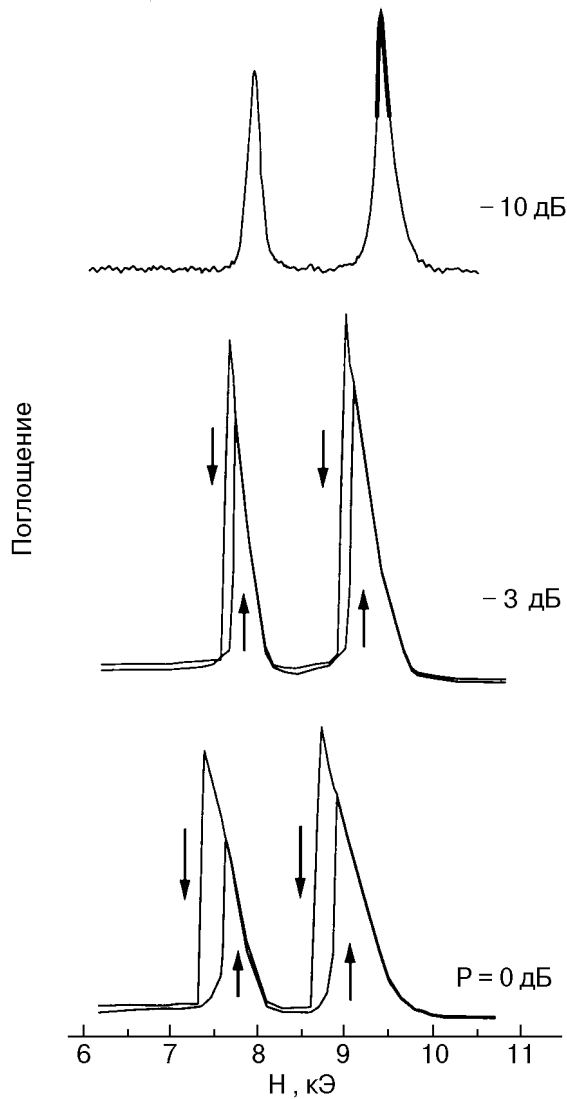 − 10 дБ
Поглощение
− 3 дБ
P = 0 дБ
6 7 8 9 10 11
H , кЭ